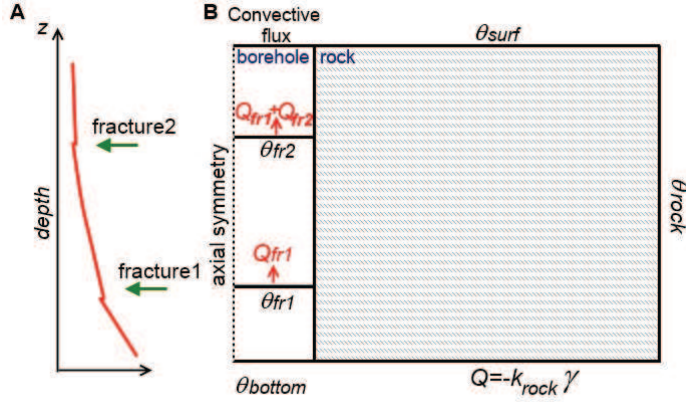 A
z
fracture2
depth
fracture1
B
Convective
flux
θsurf
borehole rock
Qfr1+Qfr2
θfr2
axial symmetry
Qfr1
θfr1
θrock
θbottom
Q=-krock γ